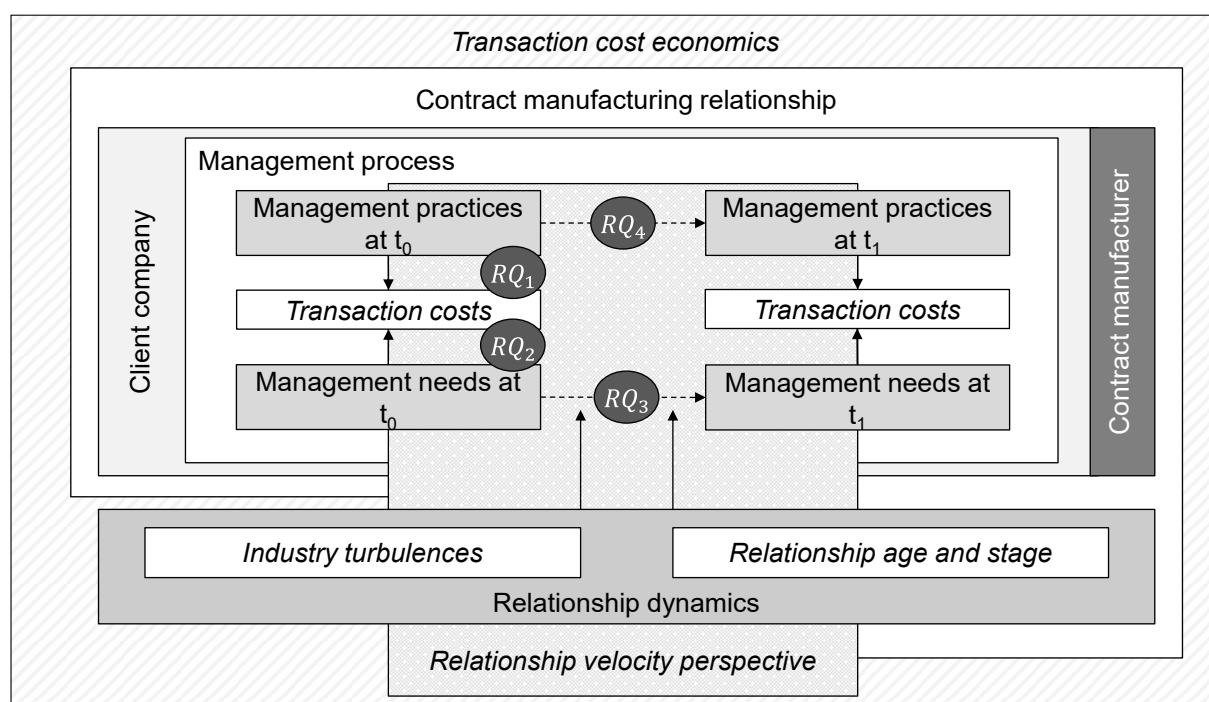 Transaction cost economics
Contract manufacturing relationship
Client company
Contract manufacturer
Management process
Management practices
at t₀
RQ₄
Management practices
at t₁
RQ₁
Transaction costs
Transaction costs
RQ₂
Management needs at
t₀
RQ₃
Management needs at
t₁
Industry turbulences
Relationship age and stage
Relationship dynamics
Relationship velocity perspective